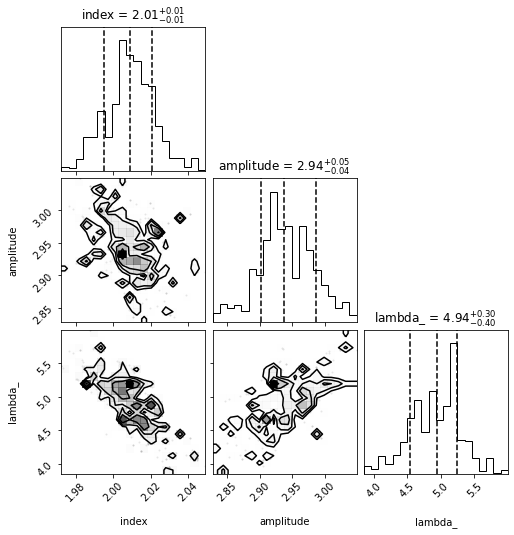 index = 2.01+0.01−0.01
amplitude = 2.94+0.05−0.04
amplitude
3.00
2.95
2.90
2.85
lambda_ = 4.94+0.30−0.40
lambda_
5.5
5.0
4.5
4.0
1.98 2.00 2.02 2.04
2.85 2.90 2.95 3.00
4.0 4.5 5.0 5.5
index amplitude lambda_